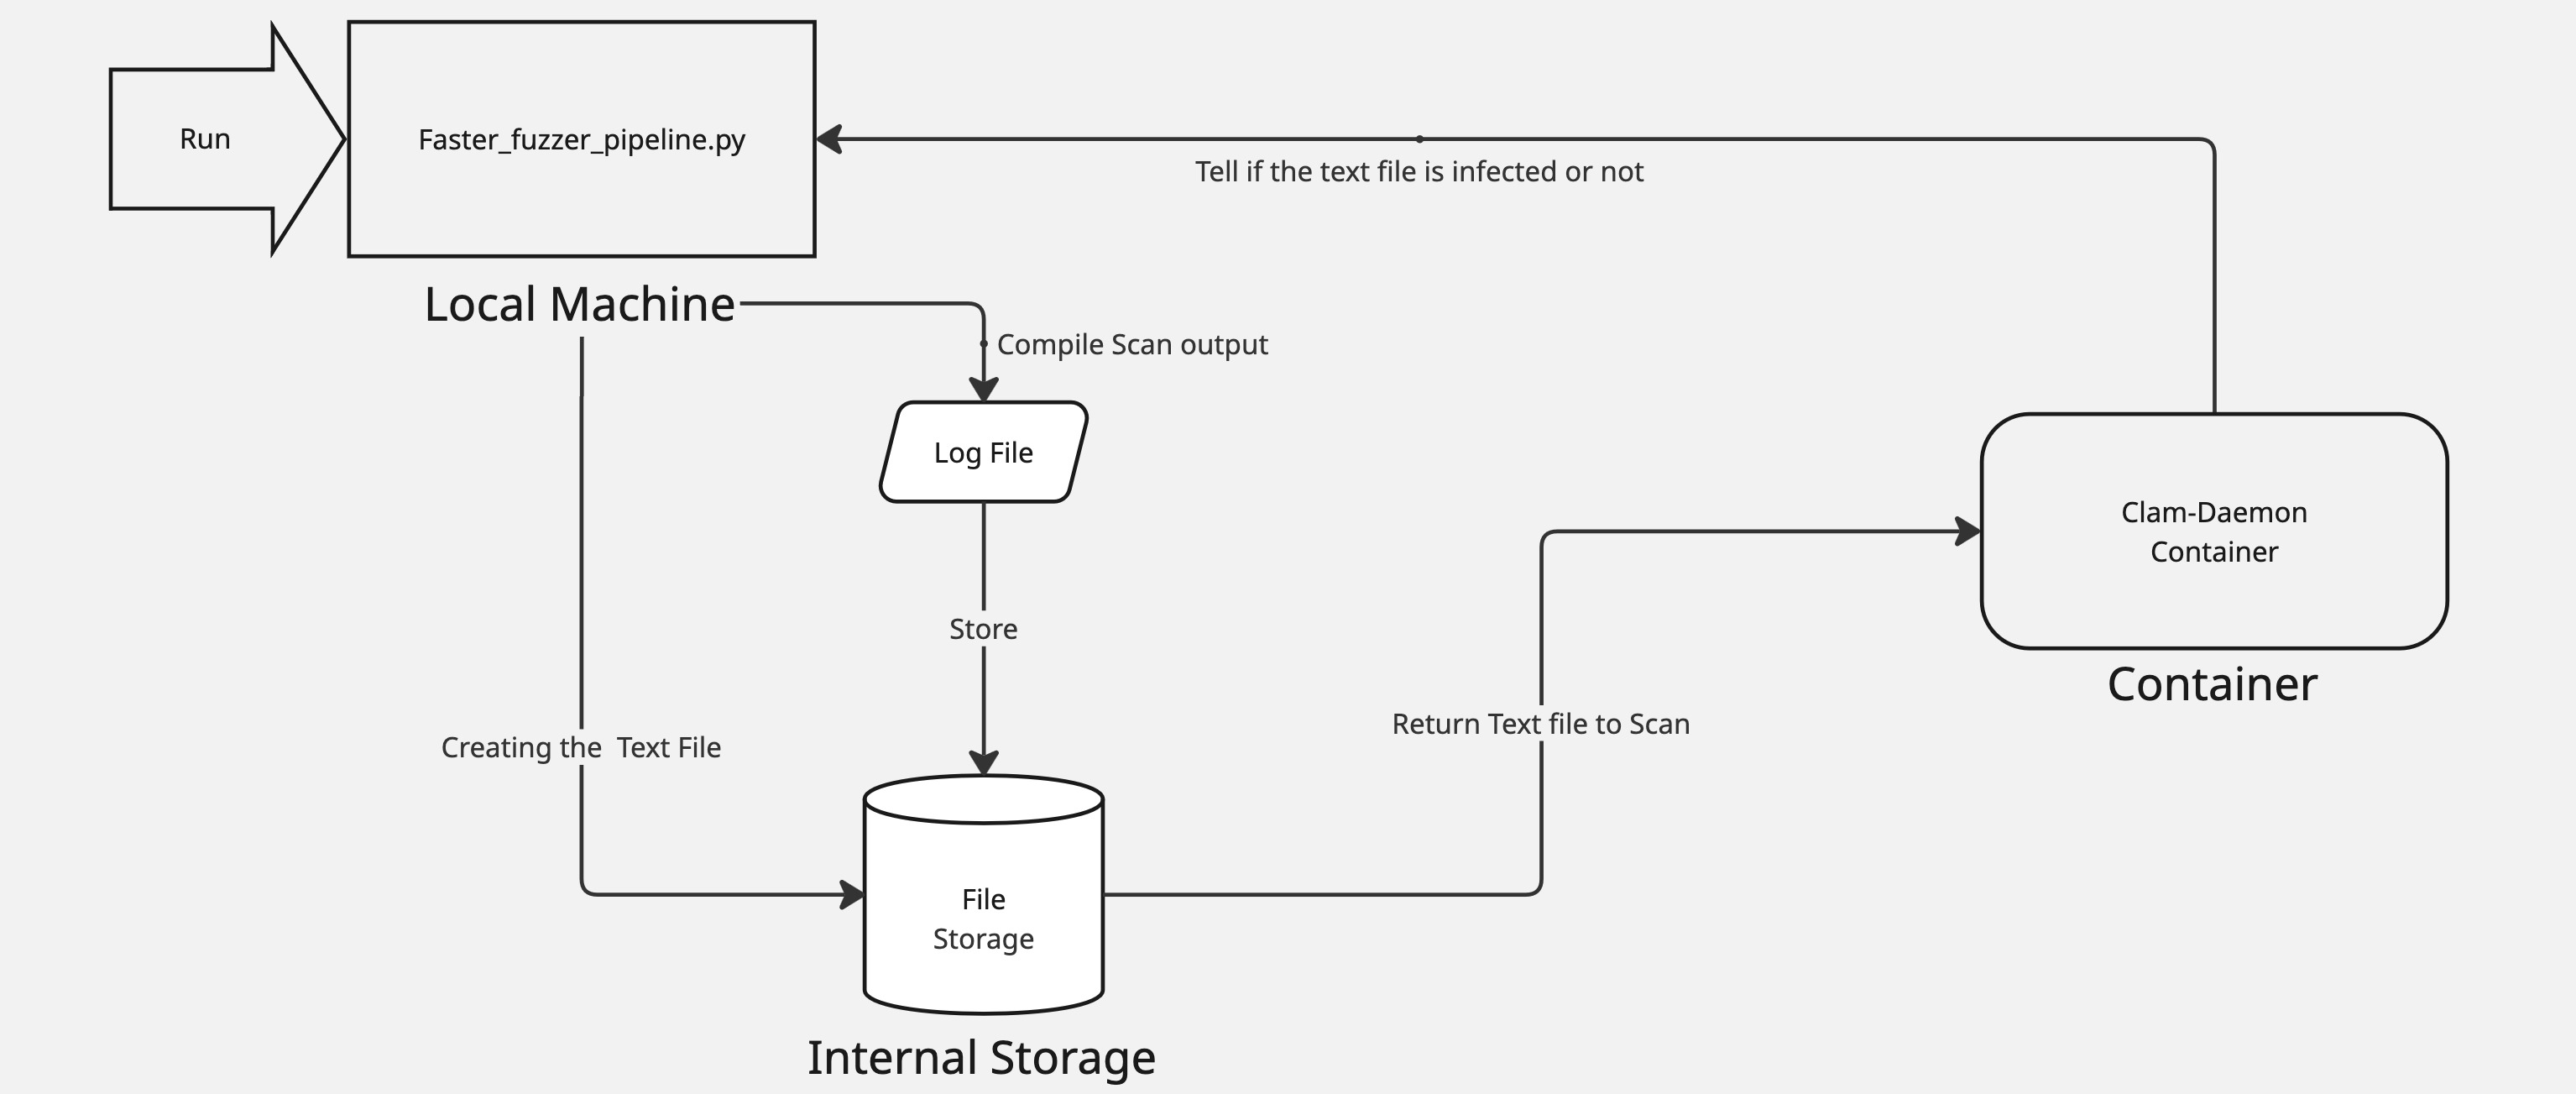 Run
Faster_fuzzer_pipeline.py
Tell if the text file is infected or not
Local Machine
Compile Scan output
Log File
Clam-Daemon
Container
Store
Container
Return Text file to Scan
Creating the  Text File
File
Storage
Internal Storage